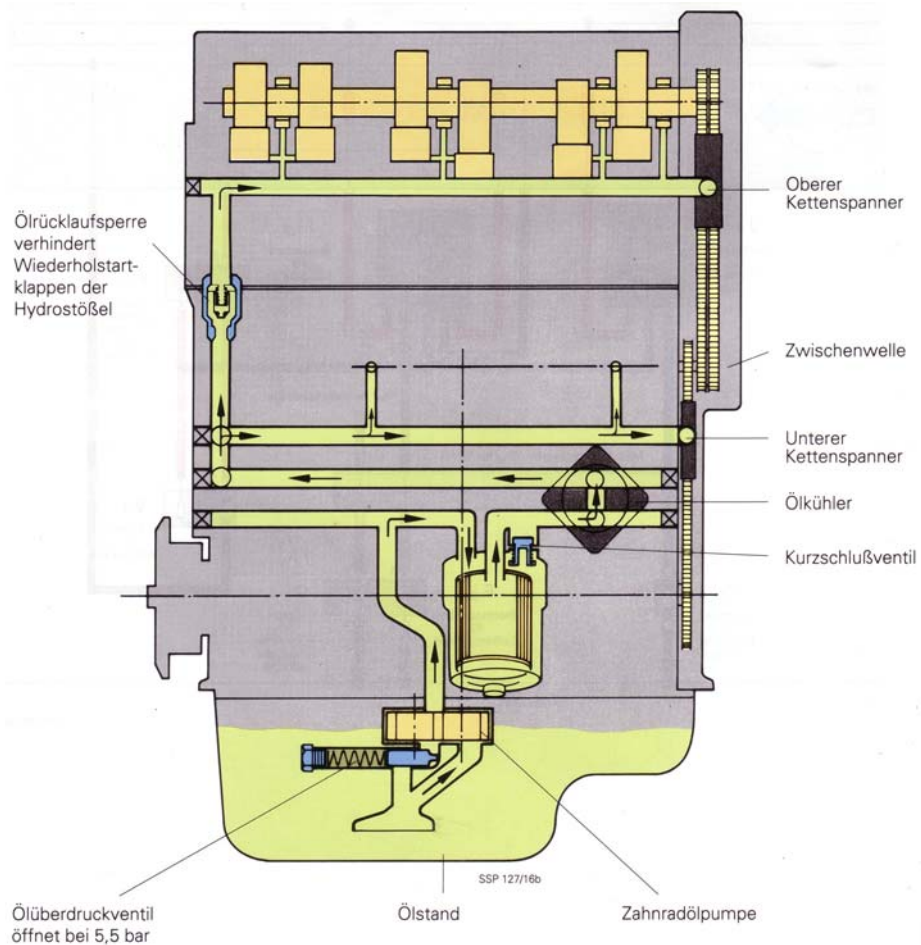 Oberer
Kettenspanner
Ölrücklaufsperre
verhindert
Wiederholstart-
klappen der
Hydrostößel
Zwischenwelle
Unterer
Kettenspanner
Ölkühler
Kurzschlußventil
SSP 127/16b
Ölüberdruckventil
öffnet bei 5,5 bar
Ölstand
Zahnradölpumpe